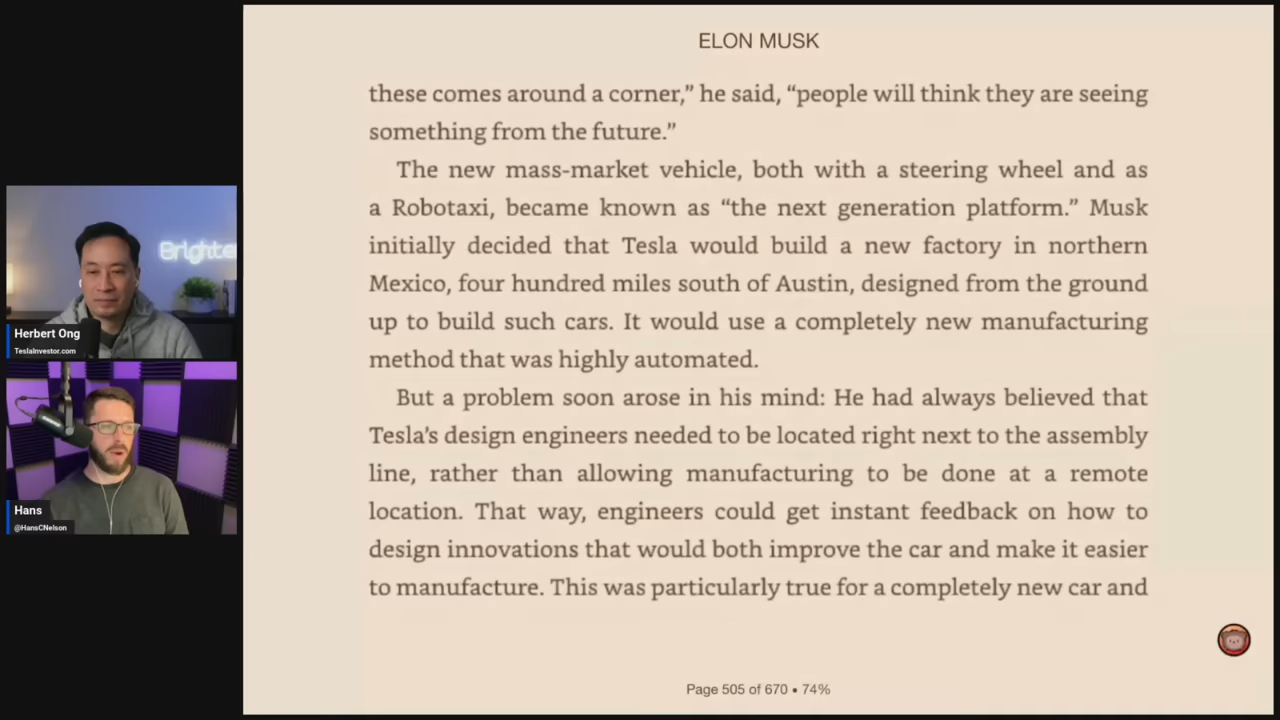 ELON MUSK
these comes around a corner,” he said, “people will think they are seeing
something from the future.”
The new mass-market vehicle, both with a steering wheel and as
a Robotaxi, became known as “the next generation platform.” Musk
initially decided that Tesla would build a new factory in northern
Mexico, four hundred miles south of Austin, designed from the ground
up to build such cars. It would use a completely new manufacturing
method that was highly automated.
But a problem soon arose in his mind: He had always believed that
Tesla’s design engineers needed to be located right next to the assembly
line, rather than allowing manufacturing to be done at a remote
location. That way, engineers could get instant feedback on how to
design innovations that would both improve the car and make it easier
to manufacture. This was particularly true for a completely new car and
Page 505 of 670 • 74%
Brighte
Herbert Ong
TeslaInvestor.com
Hans
@HansCNelson